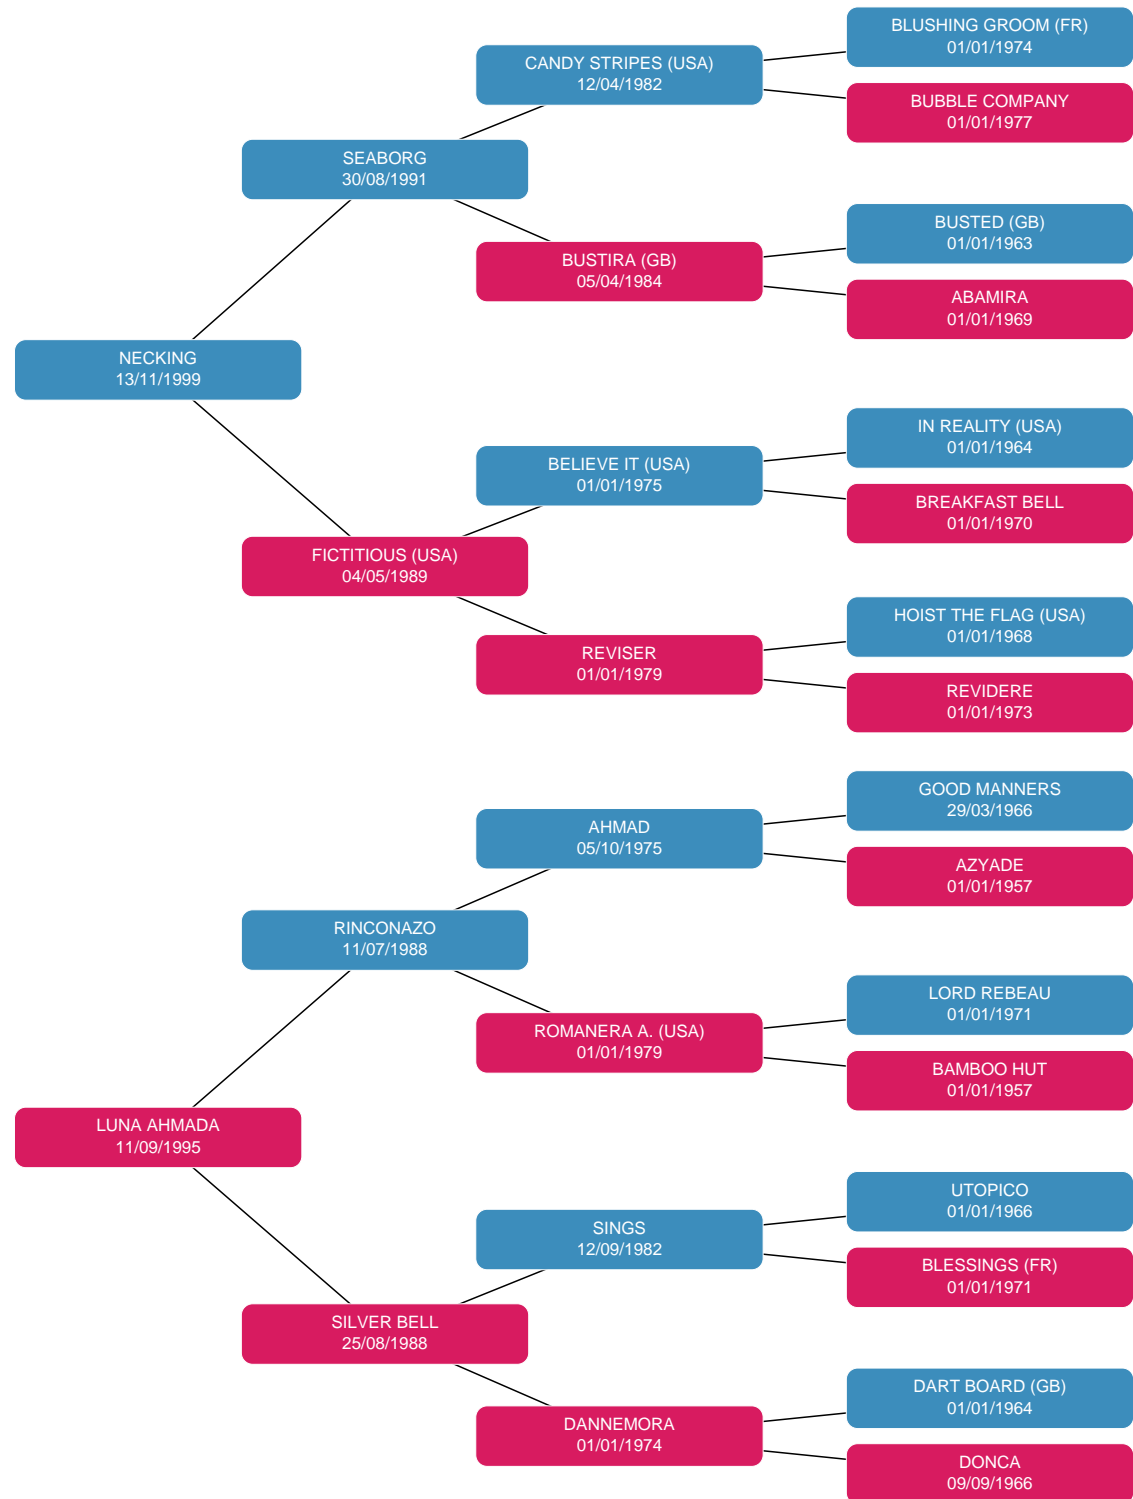 BLUSHING GROOM (FR)
01/01/1974
CANDY STRIPES (USA)
12/04/1982
BUBBLE COMPANY
01/01/1977
SEABORG
30/08/1991
BUSTED (GB)
01/01/1963
BUSTIRA (GB)
05/04/1984
ABAMIRA
01/01/1969
NECKING
13/11/1999
IN REALITY (USA)
01/01/1964
BELIEVE IT (USA)
01/01/1975
BREAKFAST BELL
01/01/1970
FICTITIOUS (USA)
04/05/1989
HOIST THE FLAG (USA)
01/01/1968
REVISER
01/01/1979
REVIDERE
01/01/1973
GOOD MANNERS
29/03/1966
AHMAD
05/10/1975
AZYADE
01/01/1957
RINCONAZO
11/07/1988
LORD REBEAU
01/01/1971
ROMANERA A. (USA)
01/01/1979
BAMBOO HUT
01/01/1957
LUNA AHMADA
11/09/1995
UTOPICO
01/01/1966
SINGS
12/09/1982
BLESSINGS (FR)
01/01/1971
SILVER BELL
25/08/1988
DART BOARD (GB)
01/01/1964
DANNEMORA
01/01/1974
DONCA
09/09/1966